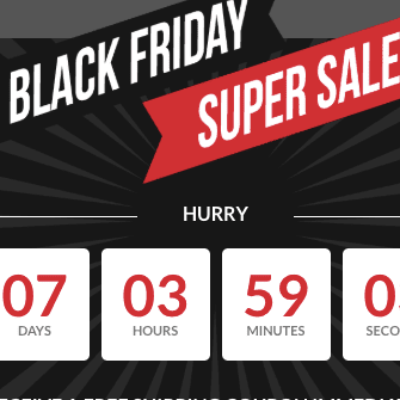 BLACK FRIDAY
SUPER SALE
HURRY
07 03 59
DAYS HOURS MINUTES